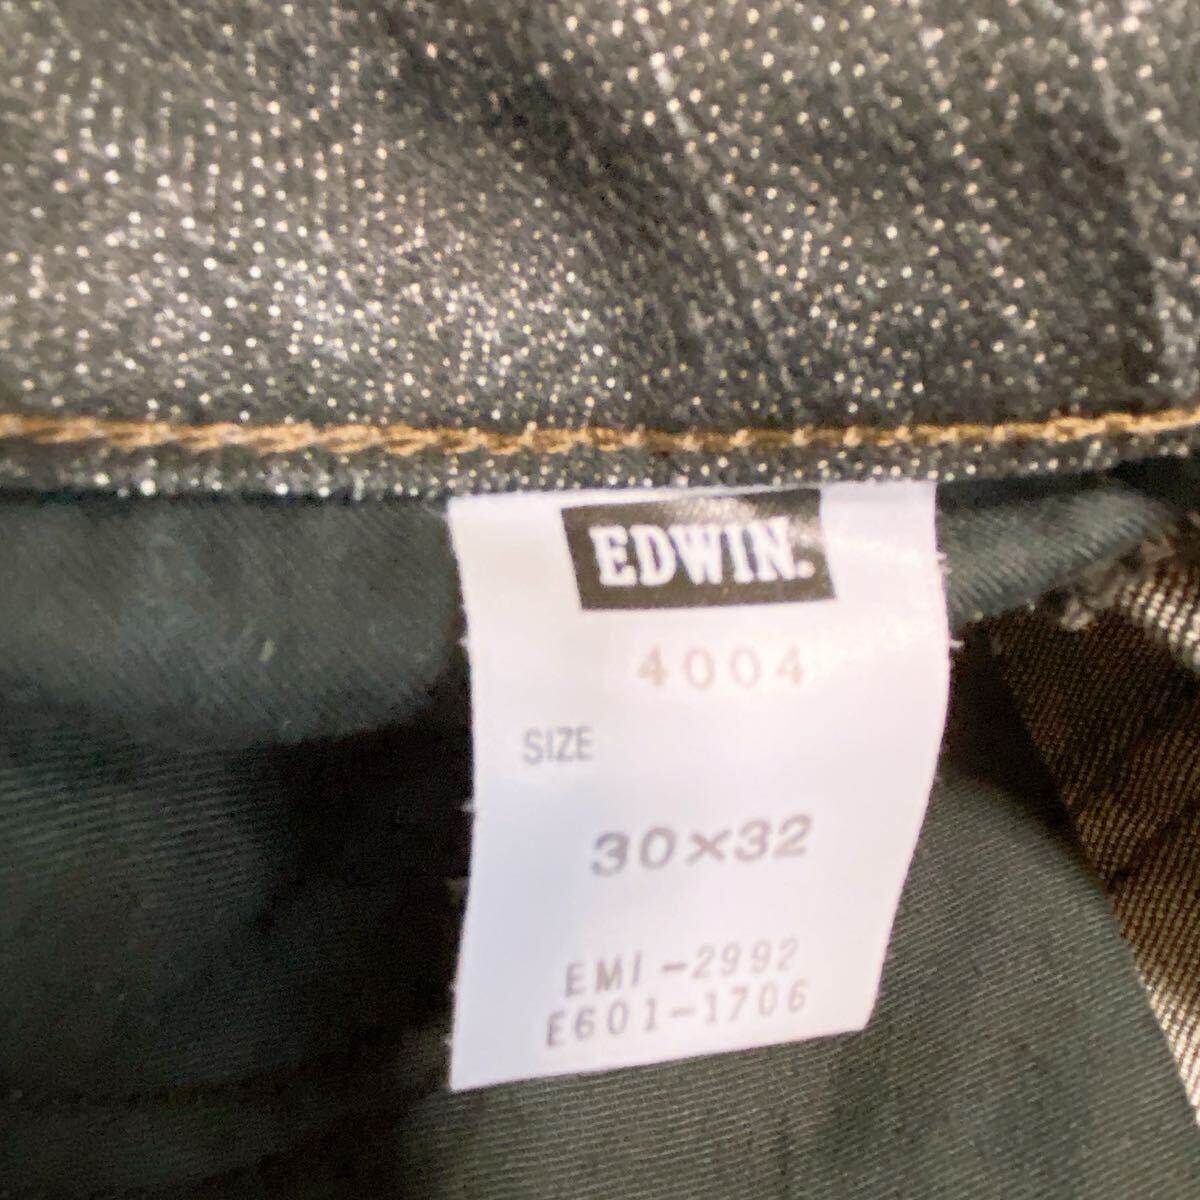 EDWIN.
4004
SIZE
30×32
EMI-2992
E601-1706